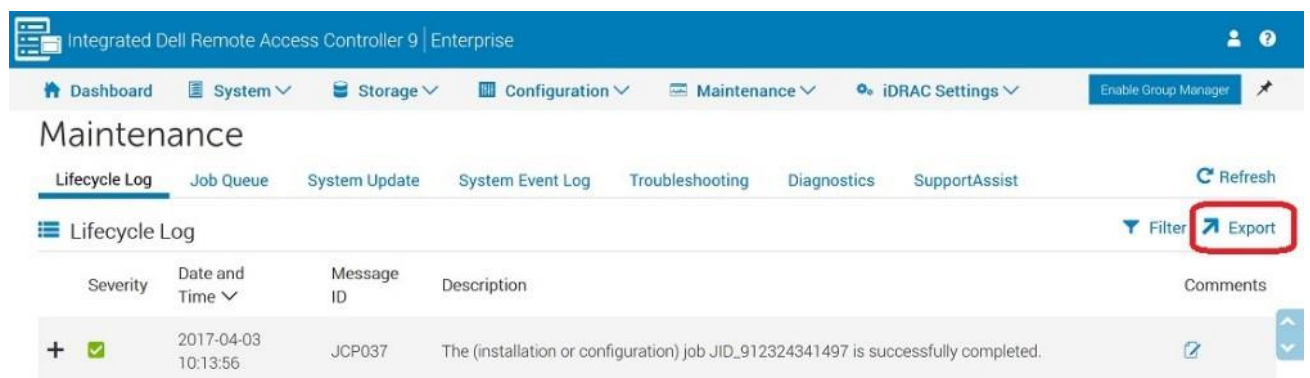 Integrated Dell Remote Access Controller 9 | Enterprise
Dashboard System Storage Configuration Maintenance iDRAC Settings Enable Group Manager
Maintenance
Lifecycle Log Job Queue System Update System Event Log Troubleshooting Diagnostics SupportAssist Refresh
Lifecycle Log Filter Export
Severity Date and Time Message ID Description Comments
2017-04-03 10:13:56 JCP037 The (installation or configuration) job JID_912324341497 is successfully completed.